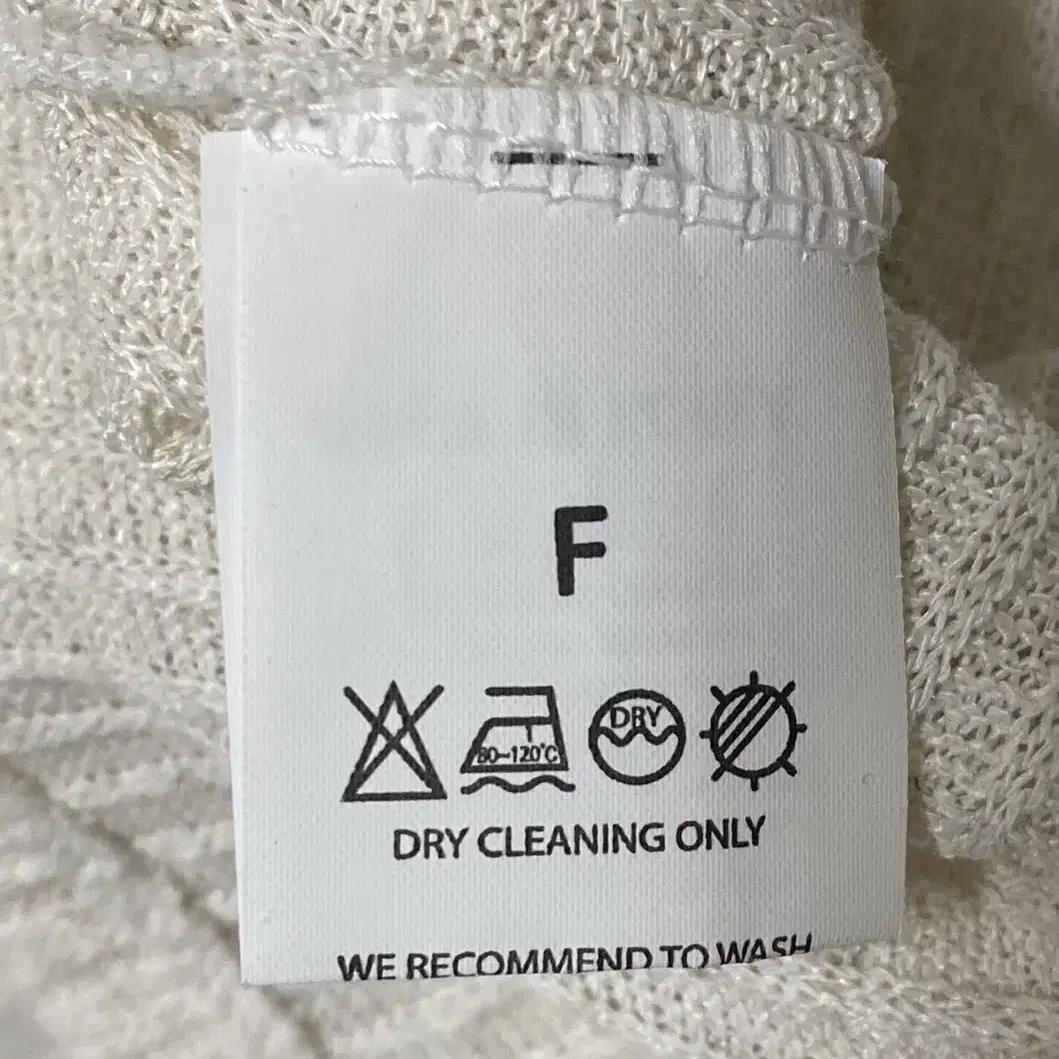 F
80~120°C
DRY
DRY CLEANING ONLY
WE RECOMMEND TO WASH